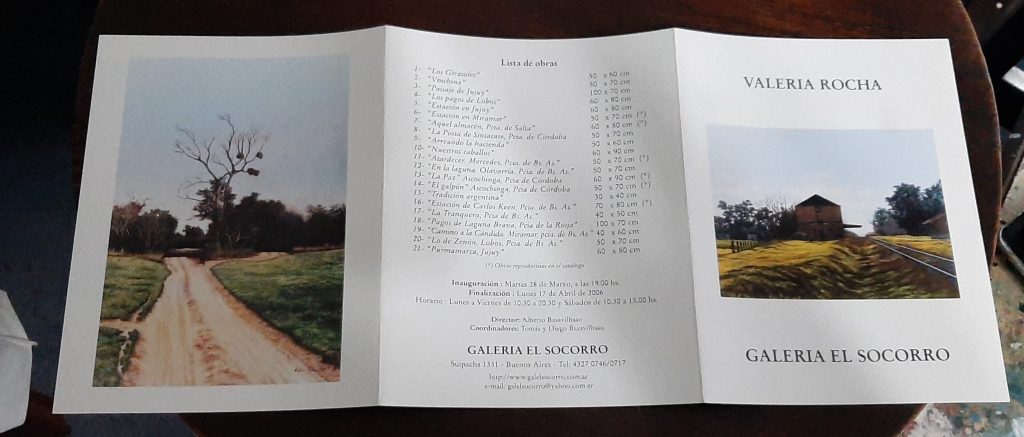 Lista de obras
1- "Los Girasoles" 50 x 60 cm
2- "Vinchina" 50 x 70 cm
3- "Paisaje de Jujuy" 100 x 70 cm
4- "Los pagos de Lobos" 60 x 80 cm
5- "Estación en Jujuy" 60 x 80 cm
6- "Estación en Miramar" 50 x 70 cm (*)
7- "Aquel almacén, Pcia. de Salta" 60 x 80 cm (*)
8- "La Posta de Sinsacate, Pcia. de Córdoba 50 x 70 cm
9- "Arreando la hacienda" 50 x 60 cm
10- "Nuestros caballos" 60 x 90 cm
11- "Atardecer, Mercedes, Pcia. de Bs. As." 50 x 70 cm (*)
12- "En la laguna, Olavarría, Pcia. de Bs. As." 50 x 70 cm
13- "La Paz" Ascochinga, Pcia de Córdoba 60 x 90 cm (*)
14- "El galpón" Ascochinga, Pcia de Córdoba 50 x 70 cm (*)
15- "Tradición argentina" 30 x 40 cm
16- "Estación de Carlos Keen, Pcia de Bs. As." 70 x 80 cm (*)
17- "La Tranquera, Pcia de Bs. As." 40 x 50 cm
18- "Pagos de Laguna Brava, Pcia de la Rioja" 100 x 70 cm
19- "Camino a la Cándida, Miramar, pcia de Bs. As." 40 x 60 cm
20- "Lo de Zenón, Lobos, Pcia. de Bs. As." 50 x 70 cm
21- "Purmamarca, Jujuy" 60 x 80 cm
(*) Obras reproducidas en el catálogo
Inauguración : Martes 28 de Marzo, a las 19.00 hs.
Finalización : Lunes 17 de Abril de 2006
Horario : Lunes a Viernes de 10.30 a 20.30 y Sábados de 10.30 a 13.00 hs.
Director: Alberto Basavilbaso
Coordinadores: Tomás y Diego Basavilbaso
GALERIA EL SOCORRO
Suipacha 1331 - Buenos Aires - Tel: 4327 0746/0717
http://www.galelsocorro.com.ar
e-mail: galelsocorro@yahoo.com.ar
VALERIA ROCHA
GALERIA EL SOCORRO